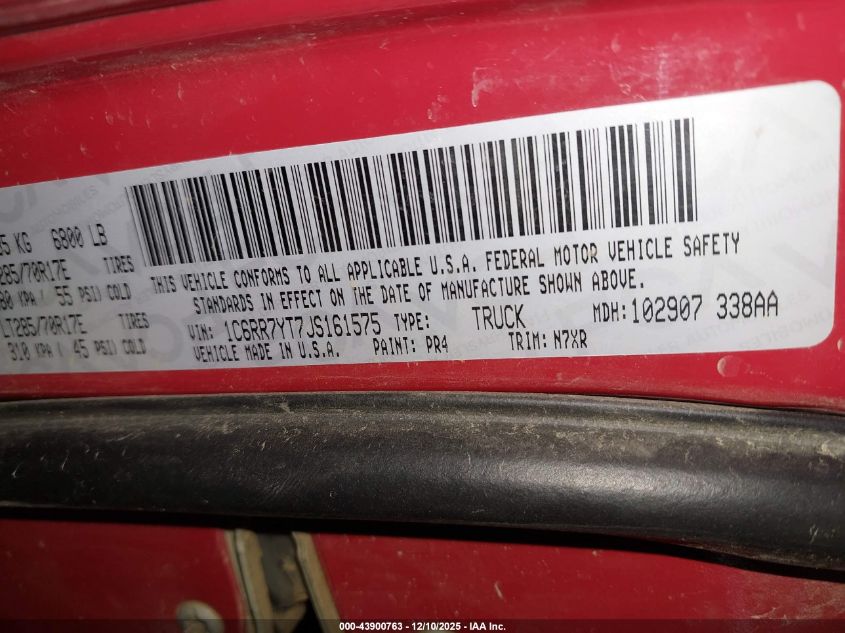 5 KG 6800 LB
285/70R17E TIRES
80 KPA/ 55 PSI) COLD
LT285/70R17E TIRES
310 KPA ( 45 PSI) COLD
THIS VEHICLE CONFORMS TO ALL APPLICABLE U.S.A. FEDERAL MOTOR VEHICLE SAFETY
STANDARDS IN EFFECT ON THE DATE OF MANUFACTURE SHOWN ABOVE.
VIN: 1C6RR7YT7JS161575 TYPE: TRUCK MDH:102907 338AA
VEHICLE MADE IN U.S.A. PAINT: PR4 TRIM: N7XR
000-43900763 - 12/10/2025 - IAA Inc.